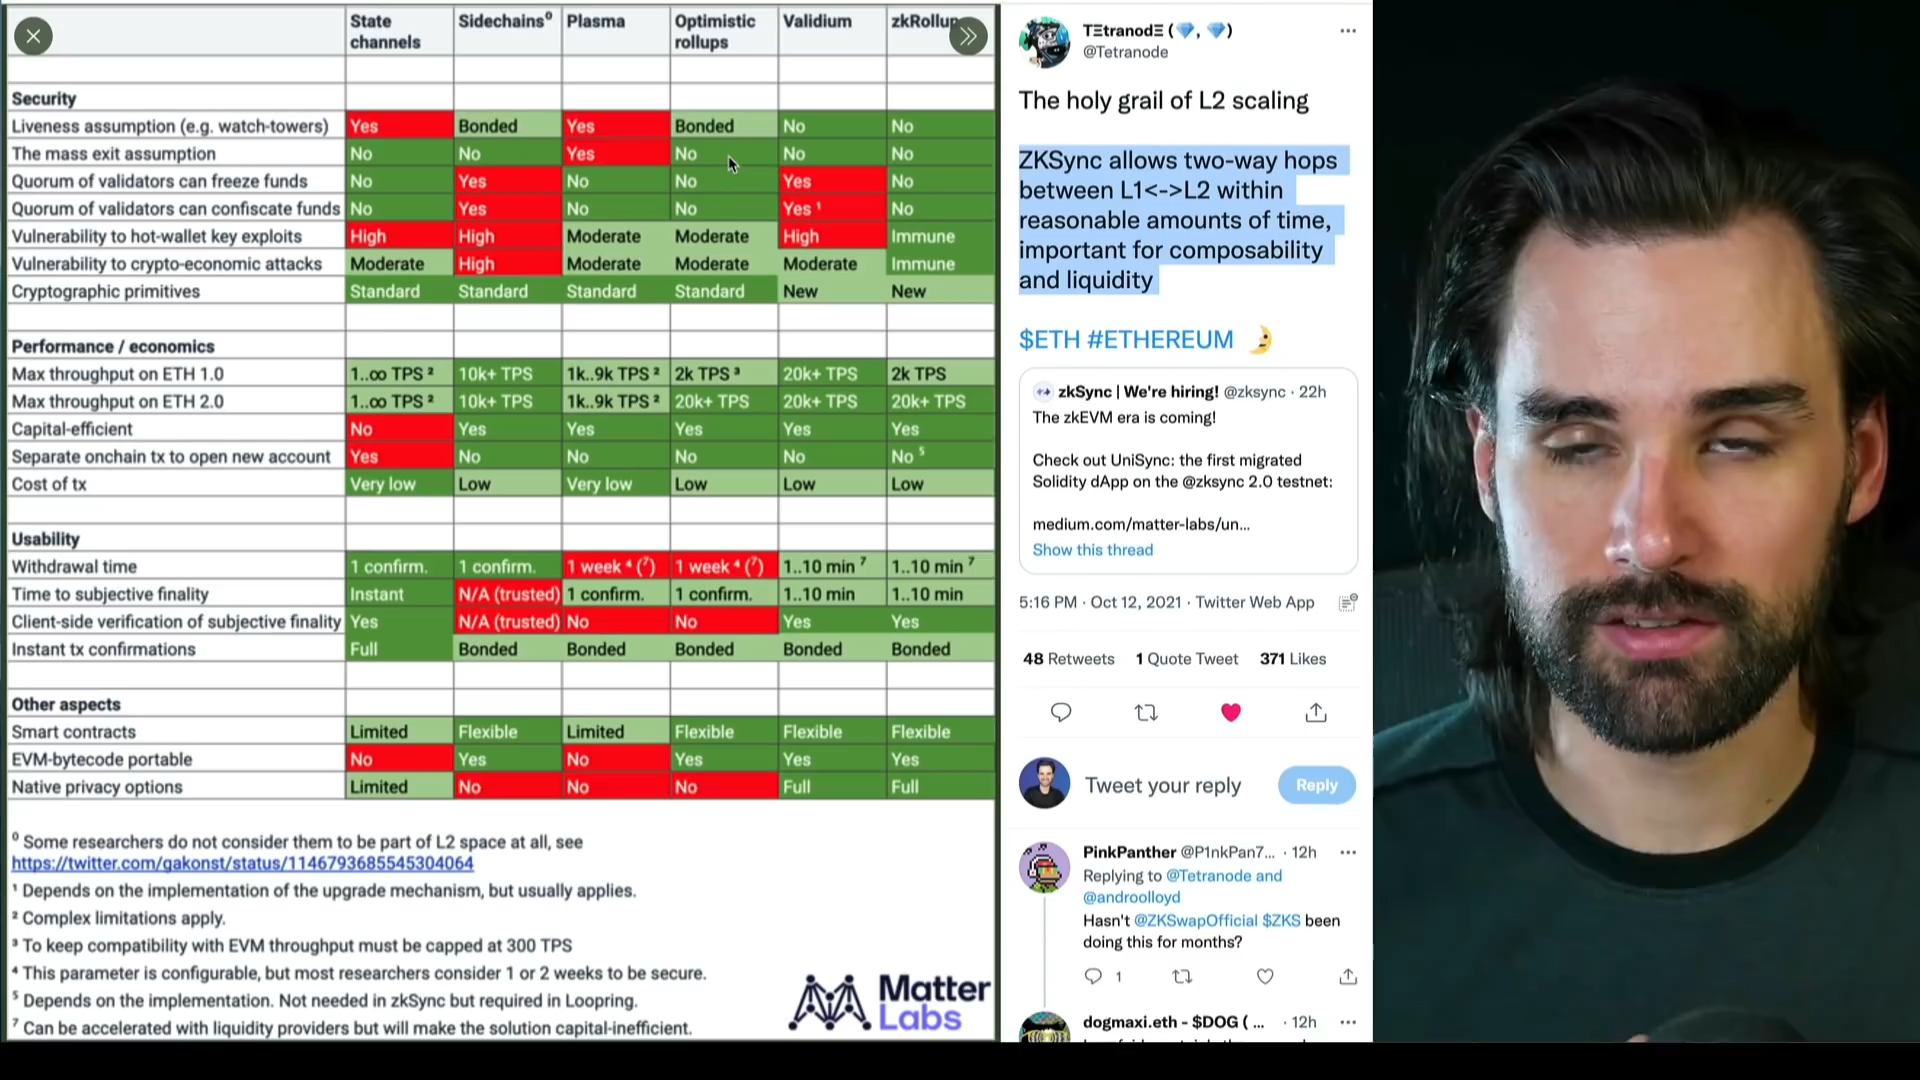 State channels	Sidechains⁰	Plasma	Optimistic rollups	Validium	zkRollup
Security
Liveness assumption (e.g. watch-towers)	Yes	Bonded	Yes	Bonded	No	No
The mass exit assumption	No	No	Yes	No	No	No
Quorum of validators can freeze funds	No	Yes	No	No	Yes	No
Quorum of validators can confiscate funds	No	Yes	No	No	Yes ¹	No
Vulnerability to hot-wallet key exploits	High	High	Moderate	Moderate	High	Immune
Vulnerability to crypto-economic attacks	Moderate	High	Moderate	Moderate	Moderate	Immune
Cryptographic primitives	Standard	Standard	Standard	Standard	New	New
Performance / economics
Max throughput on ETH 1.0	1..∞ TPS ²	10k+ TPS	1k..9k TPS ²	2k TPS ³	20k+ TPS	2k TPS
Max throughput on ETH 2.0	1..∞ TPS ²	10k+ TPS	1k..9k TPS ²	20k+ TPS	20k+ TPS	20k+ TPS
Capital-efficient	No	Yes	Yes	Yes	Yes	Yes
Separate onchain tx to open new account	Yes	No	No	No	No	No ⁵
Cost of tx	Very low	Low	Very low	Low	Low	Low
Usability
Withdrawal time	1 confirm.	1 confirm.	1 week ⁴ (⁷)	1 week ⁴ (⁷)	1..10 min ⁷	1..10 min ⁷
Time to subjective finality	Instant	N/A (trusted)	1 confirm.	1 confirm.	1..10 min	1..10 min
Client-side verification of subjective finality	Yes	N/A (trusted)	No	No	Yes	Yes
Instant tx confirmations	Full	Bonded	Bonded	Bonded	Bonded	Bonded
Other aspects
Smart contracts	Limited	Flexible	Limited	Flexible	Flexible	Flexible
EVM-bytecode portable	No	Yes	No	Yes	Yes	Yes
Native privacy options	Limited	No	No	No	Full	Full
⁰ Some researchers do not consider them to be part of L2 space at all, see
https://twitter.com/gakonst/status/1146793685545304064
¹ Depends on the implementation of the upgrade mechanism, but usually applies.
² Complex limitations apply.
³ To keep compatibility with EVM throughput must be capped at 300 TPS
⁴ This parameter is configurable, but most researchers consider 1 or 2 weeks to be secure.
⁵ Depends on the implementation. Not needed in zkSync but required in Loopring.
⁷ Can be accelerated with liquidity providers but will make the solution capital-inefficient.
Matter
Labs
TΞtranodΞ (💎, 💎)
@Tetranode
The holy grail of L2 scaling
ZKSync allows two-way hops
between L1<->L2 within
reasonable amounts of time,
important for composability
and liquidity
$ETH #ETHEREUM 🌛
zkSync | We're hiring! @zksync · 22h
The zkEVM era is coming!
Check out UniSync: the first migrated
Solidity dApp on the @zksync 2.0 testnet:
medium.com/matter-labs/un...
Show this thread
5:16 PM · Oct 12, 2021 · Twitter Web App
48 Retweets 1 Quote Tweet 371 Likes
Tweet your reply
Reply
PinkPanther @P1nkPan7... · 12h
Replying to @Tetranode and
@androolloyd
Hasn't @ZKSwapOfficial $ZKS been
doing this for months?
1
dogmaxi.eth - $DOG ( ... · 12h